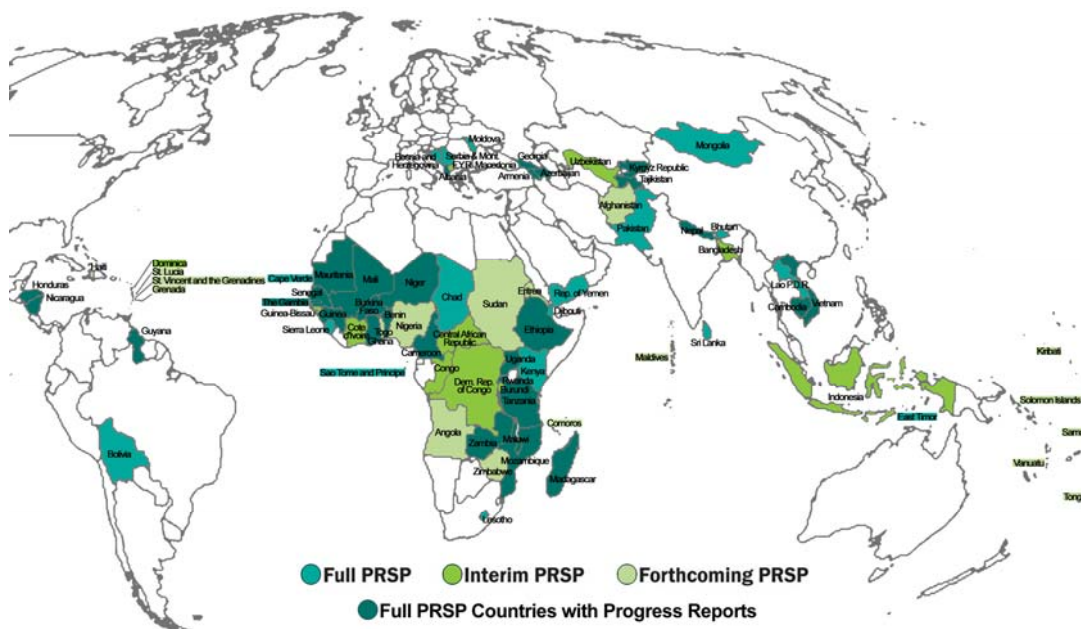 Mongolia
Moldova
Bosnia and
Herzegovina
Serbia & Mont.
F.Y.R. Macedonia
Albania
Georgia
Armenia
Azerbaijan
Uzbekistan
Kyrgyz Republic
Tajikistan
Afghanistan
Pakistan
Nepal
Bhutan
Bangladesh
Haiti
Dominica
St. Lucia
St. Vincent and the Grenadines
Grenada
Honduras
Nicaragua
Guyana
Bolivia
Cape Verde
Mauritania
Mali
Niger
Chad
Sudan
Eritrea
Rep. of Yemen
Djibouti
Senegal
The Gambia
Guinea-Bissau
Guinea
Sierra Leone
Burkina
Faso
Cote
d'Ivoire
Ghana
Togo
Benin
Nigeria
Cameroon
Central African
Republic
Ethiopia
Sao Tome and Principe
Congo
Dem. Rep.
of Congo
Uganda
Kenya
Rwanda
Burundi
Tanzania
Angola
Zambia
Malawi
Mozambique
Zimbabwe
Madagascar
Comoros
Lesotho
Maldives
Sri Lanka
Lao P.D.R.
Cambodia
Vietnam
Indonesia
East Timor
Kiribati
Solomon Islands
Sam
Vanuatu
Tong
Full PRSP
Interim PRSP
Forthcoming PRSP
Full PRSP Countries with Progress Reports